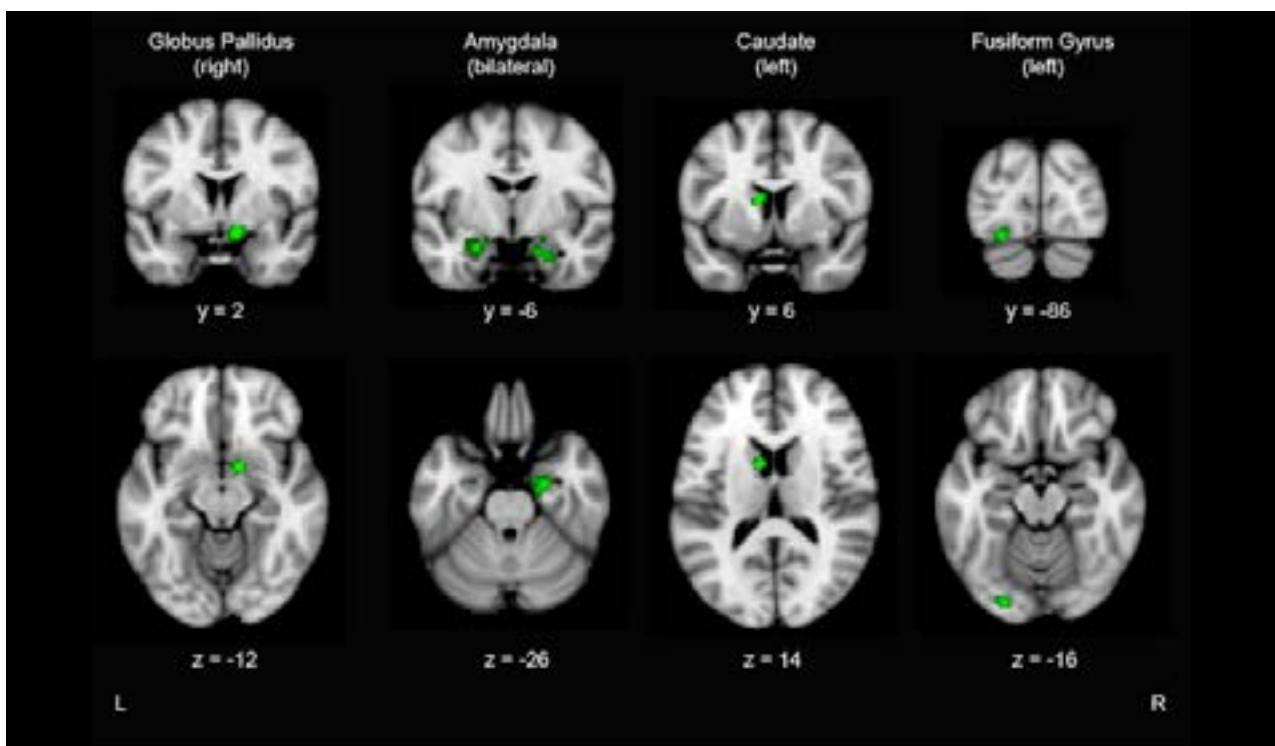 Globus Pallidus
(right)
Amygdala
(bilateral)
Caudate
(left)
Fusiform Gyrus
(left)
y = 2
y = -6
y = 6
y = -86
z = -12
z = -26
z = 14
z = -16
L
R